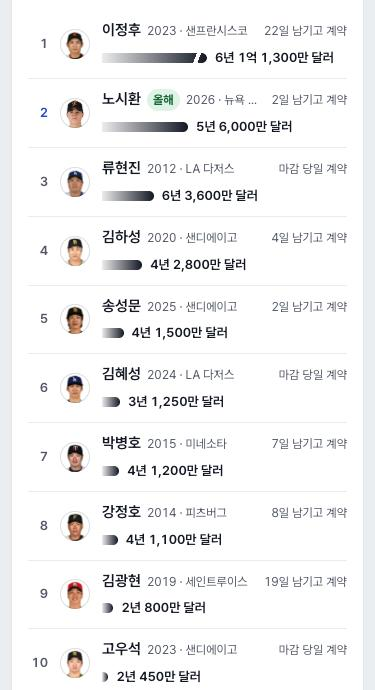 1 이정후 2023 · 샌프란시스코 22일 남기고 계약
6년 1억 1,300만 달러
2 노시환 올해 2026 · 뉴욕 ... 2일 남기고 계약
5년 6,000만 달러
3 류현진 2012 · LA 다저스 마감 당일 계약
6년 3,600만 달러
4 김하성 2020 · 샌디에이고 4일 남기고 계약
4년 2,800만 달러
5 송성문 2025 · 샌디에이고 2일 남기고 계약
4년 1,500만 달러
6 김혜성 2024 · LA 다저스 마감 당일 계약
3년 1,250만 달러
7 박병호 2015 · 미네소타 7일 남기고 계약
4년 1,200만 달러
8 강정호 2014 · 피츠버그 8일 남기고 계약
4년 1,100만 달러
9 김광현 2019 · 세인트루이스 19일 남기고 계약
2년 800만 달러
10 고우석 2023 · 샌디에이고 마감 당일 계약
2년 450만 달러